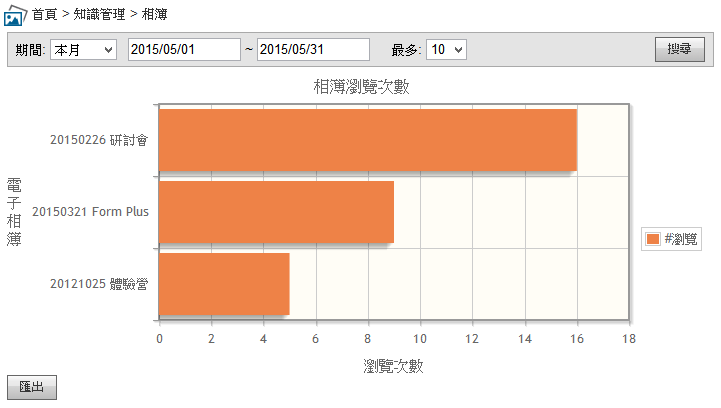 首頁 > 知識管理 > 相簿
期間: 本月 2015/05/01 ~ 2015/05/31 最多: 10 搜尋
相簿瀏覽次數
電子相簿
20150226 研討會
20150321 Form Plus
20121025 體驗營
#瀏覽
0 2 4 6 8 10 12 14 16 18
瀏覽次數
匯出